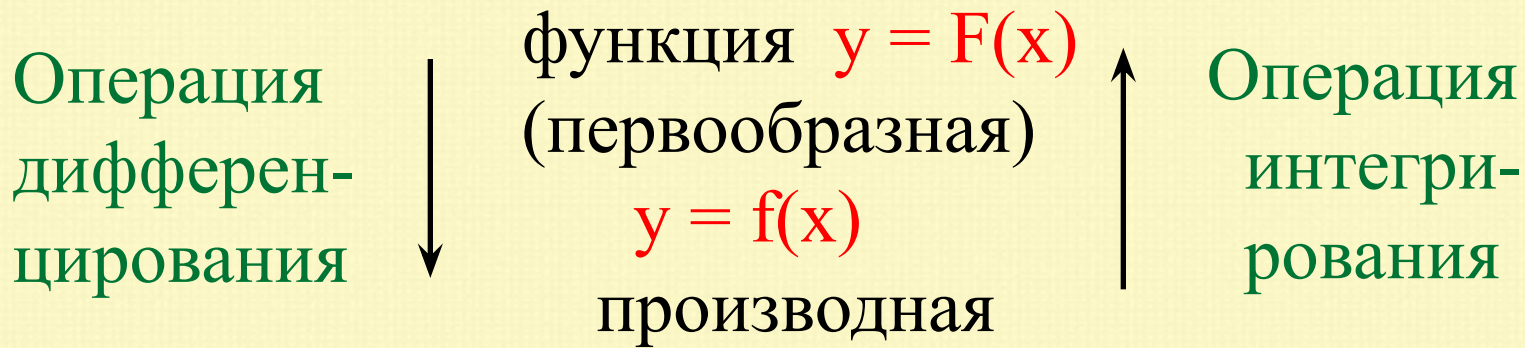 Операция
дифферен-
цирования
функция y = F(x)
(первообразная)
y = f(x)
производная
Операция
интегри-
рования